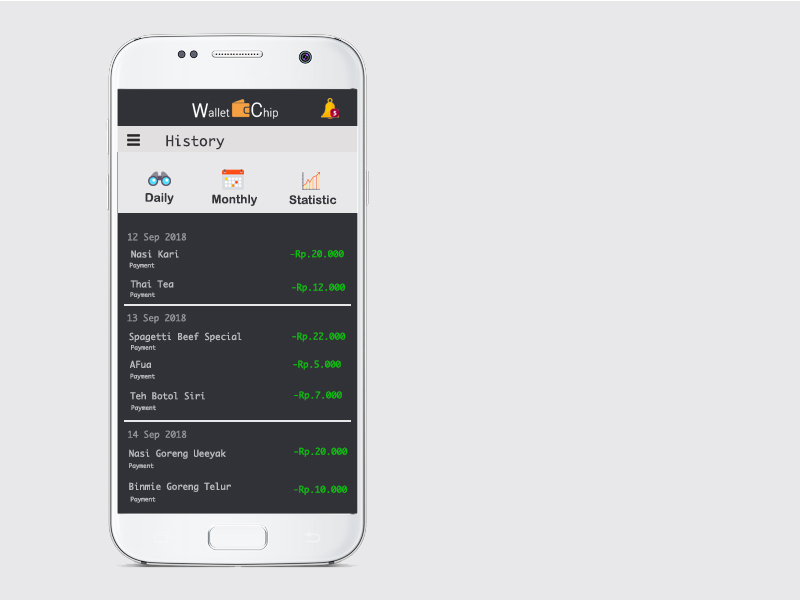 Wallet Chip
History
Daily
Monthly
Statistic
12 Sep 2018
Nasi Kari
-Rp.20.000
Payment
Thai Tea
-Rp.12.000
Payment
13 Sep 2018
Spagetti Beef Special
-Rp.22.000
Payment
AFua
-Rp.5.000
Payment
Teh Botol Siri
-Rp.7.000
Payment
14 Sep 2018
Nasi Goreng Ueeyak
-Rp.20.000
Payment
Binmie Goreng Telur
-Rp.10.000
Payment